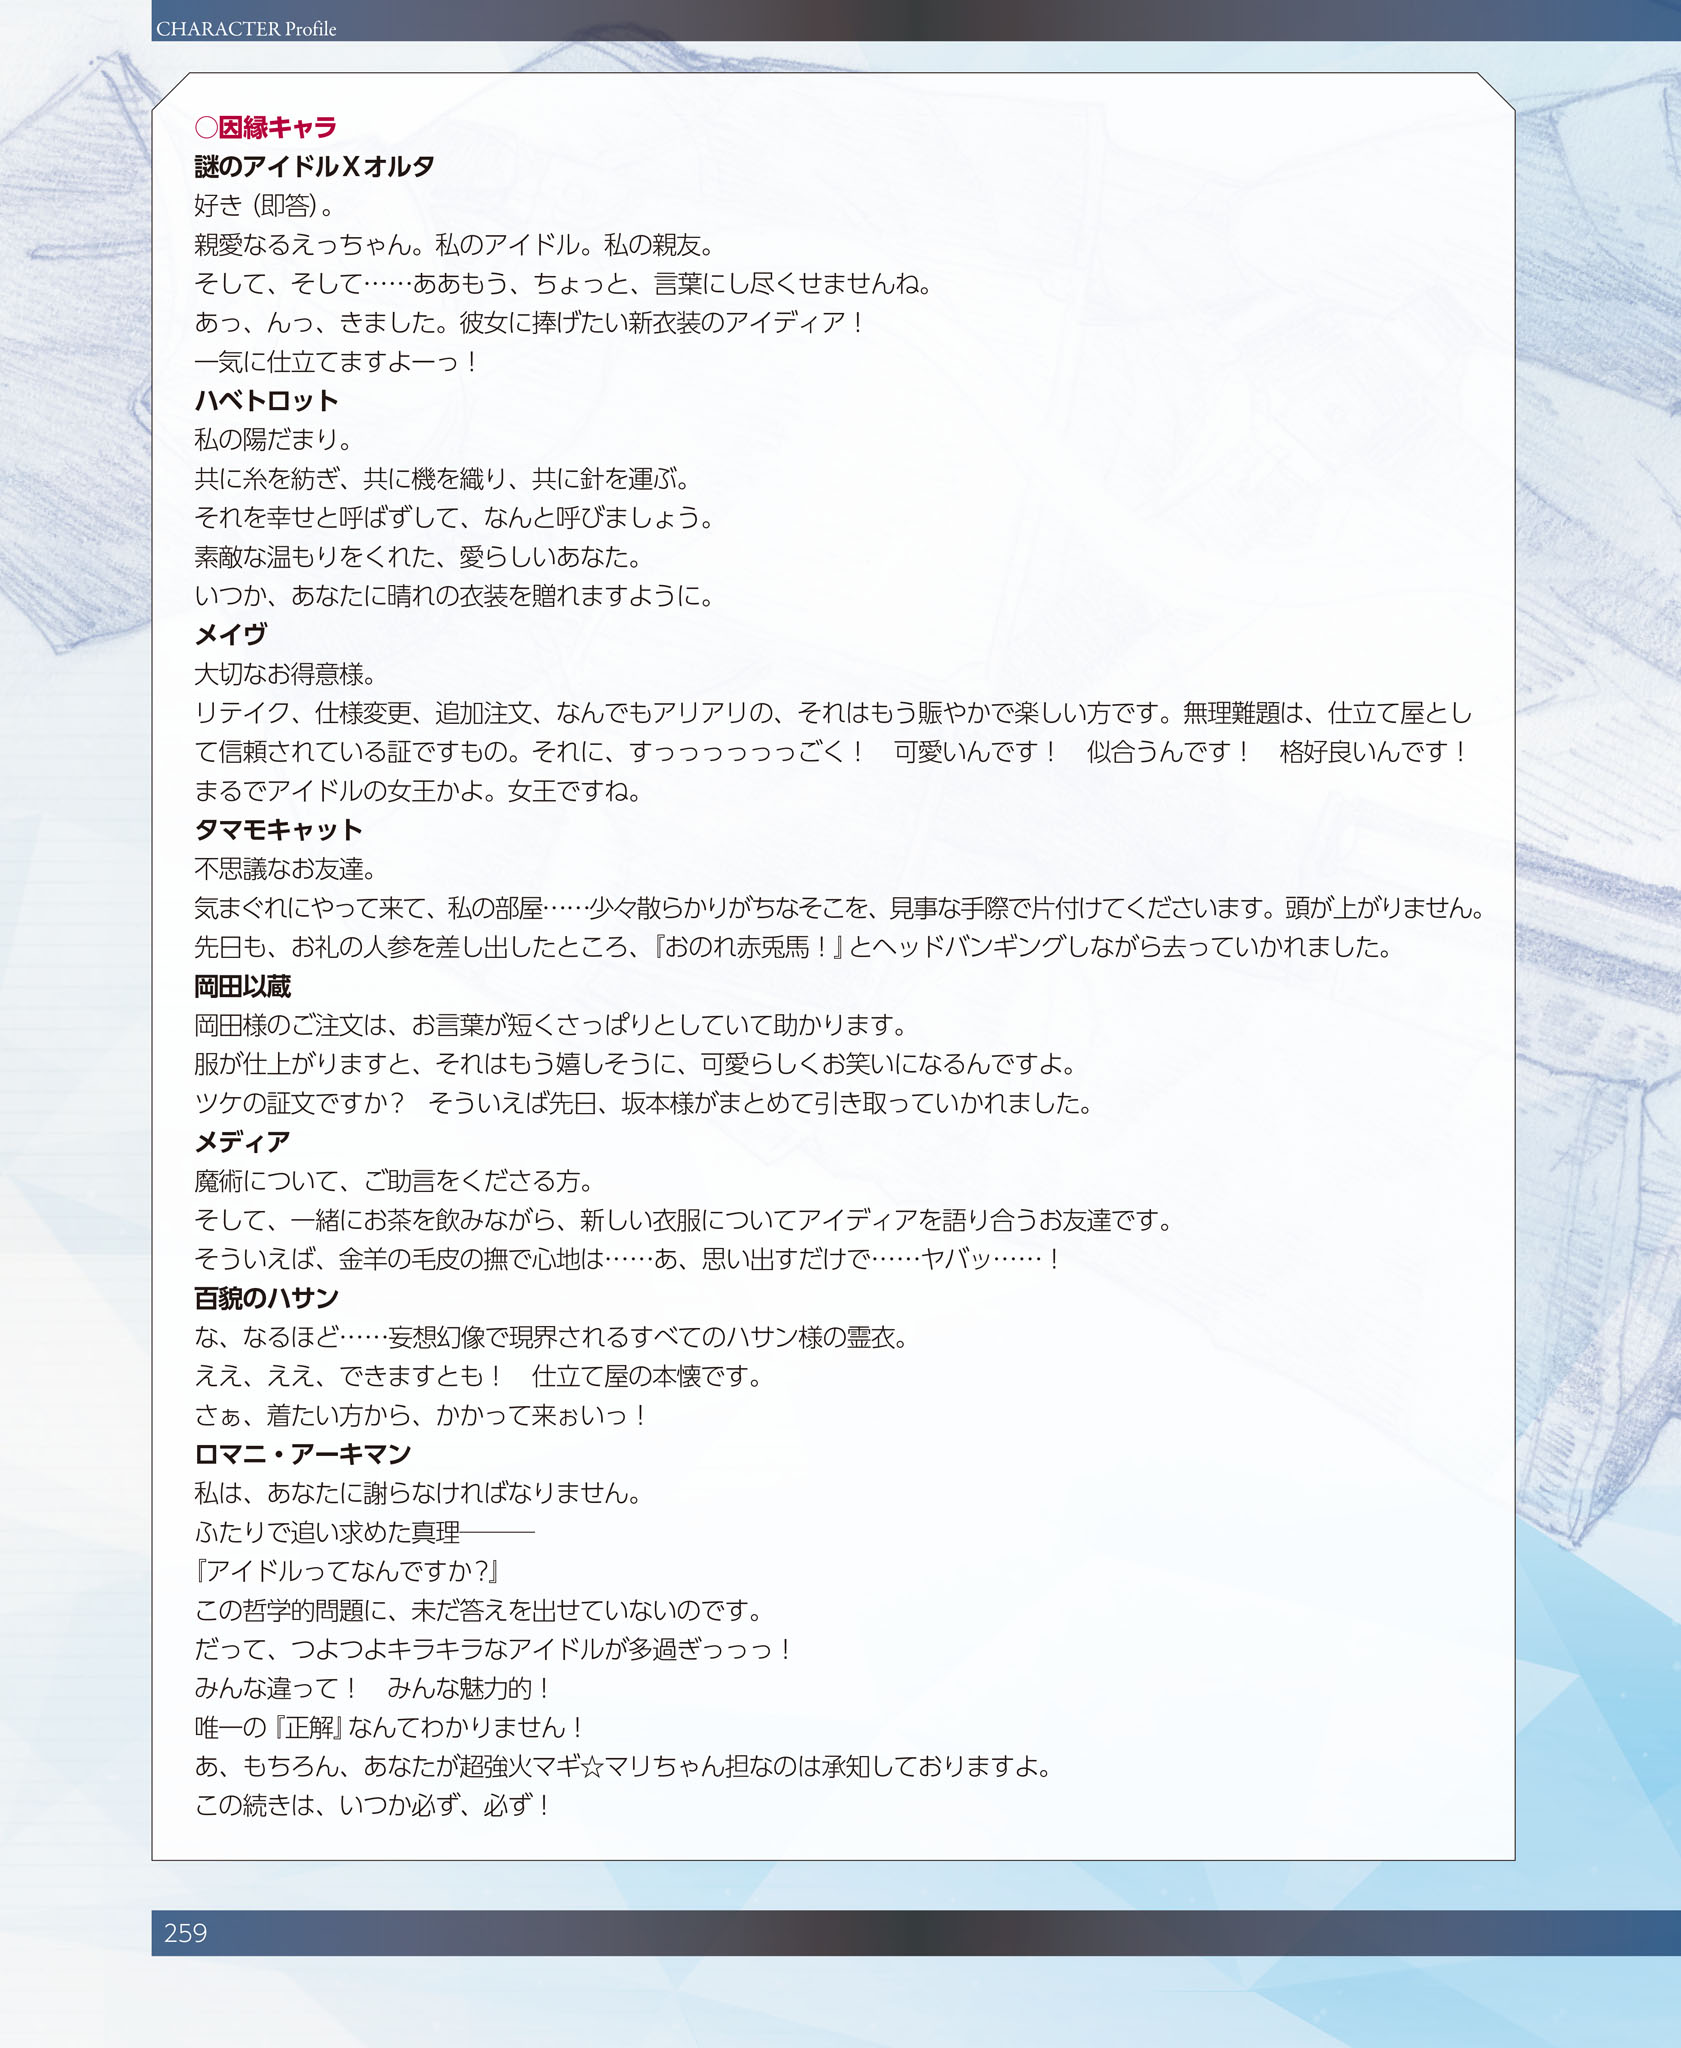 CHARACTER Profile
○因縁キャラ
謎のアイドルXオルタ
好き（即答）。
親愛なるえっちゃん。私のアイドル。私の親友。
そして、そして……ああもう、ちょっと、言葉にし尽くせませんね。
あっ、んっ、きました。彼女に捧げたい新衣装のアイディア！
一気に仕立てますよーっ！
ハベトロット
私の陽だまり。
共に糸を紡ぎ、共に機を織り、共に針を運ぶ。
それを幸せと呼ばずして、なんと呼びましょう。
素敵な温もりをくれた、愛らしいあなた。
いつか、あなたに晴れの衣装を贈れますように。
メイヴ
大切なお得意様。
リテイク、仕様変更、追加注文、なんでもアリアリの、それはもう賑やかで楽しい方です。無理難題は、仕立て屋とし
て信頼されている証ですもの。それに、すっっっっっっごく！　可愛いんです！　似合うんです！　格好良いんです！
まるでアイドルの女王かよ。女王ですね。
タマモキャット
不思議なお友達。
気まぐれにやって来て、私の部屋……少々散らかりがちなそこを、見事な手際で片付けてくださいます。頭が上がりません。
先日も、お礼の人参を差し出したところ、『おのれ赤兎馬！』とヘッドバンギングしながら去っていかれました。
岡田以蔵
岡田様のご注文は、お言葉が短くさっぱりとしていて助かります。
服が仕上がりますと、それはもう嬉しそうに、可愛らしくお笑いになるんですよ。
ツケの証文ですか？　そういえば先日、坂本様がまとめて引き取っていかれました。
メディア
魔術について、ご助言をくださる方。
そして、一緒にお茶を飲みながら、新しい衣服についてアイディアを語り合うお友達です。
そういえば、金羊の毛皮の撫で心地は……あ、思い出すだけで……ヤバッ……！
百貌のハサン
な、なるほど……妄想幻像で現界されるすべてのハサン様の霊衣。
ええ、ええ、できますとも！　仕立て屋の本懐です。
さぁ、着たい方から、かかって来ぉいっ！
ロマニ・アーキマン
私は、あなたに謝らなければなりません。
ふたりで追い求めた真理───
『アイドルってなんですか？』
この哲学的問題に、未だ答えを出せていないのです。
だって、つよつよキラキラなアイドルが多過ぎっっっ！
みんな違って！　みんな魅力的！
唯一の『正解』なんてわかりません！
あ、もちろん、あなたが超強火マギ☆マリちゃん担なのは承知しておりますよ。
この続きは、いつか必ず、必ず！
259